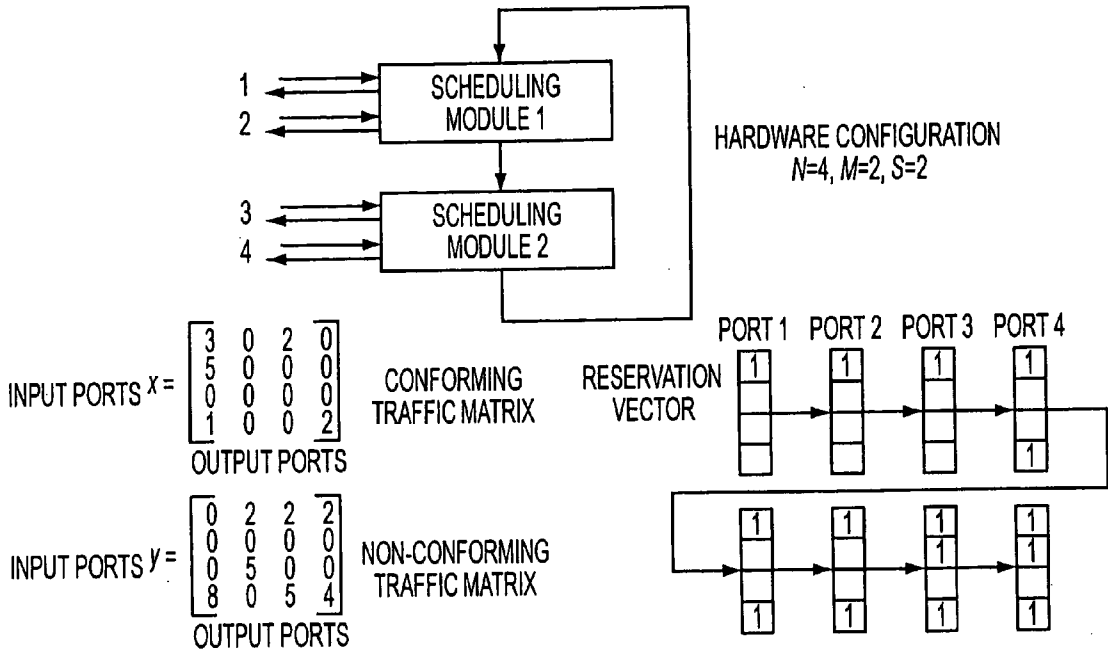 1
SCHEDULING
MODULE 1
2
HARDWARE CONFIGURATION
N=4, M=2, S=2
3
SCHEDULING
MODULE 2
4
PORT 1 PORT 2 PORT 3 PORT 4
3 0 2 0
5 0 0 0
0 0 0 0
1 0 0 2
INPUT PORTS x =
OUTPUT PORTS
CONFORMING
TRAFFIC MATRIX
RESERVATION
VECTOR
1 1 1 1
1
0 2 2 2
0 0 0 0
0 5 0 0
8 0 5 4
INPUT PORTS y =
OUTPUT PORTS
NON-CONFORMING
TRAFFIC MATRIX
1 1 1 1
1 1
1 1 1 1